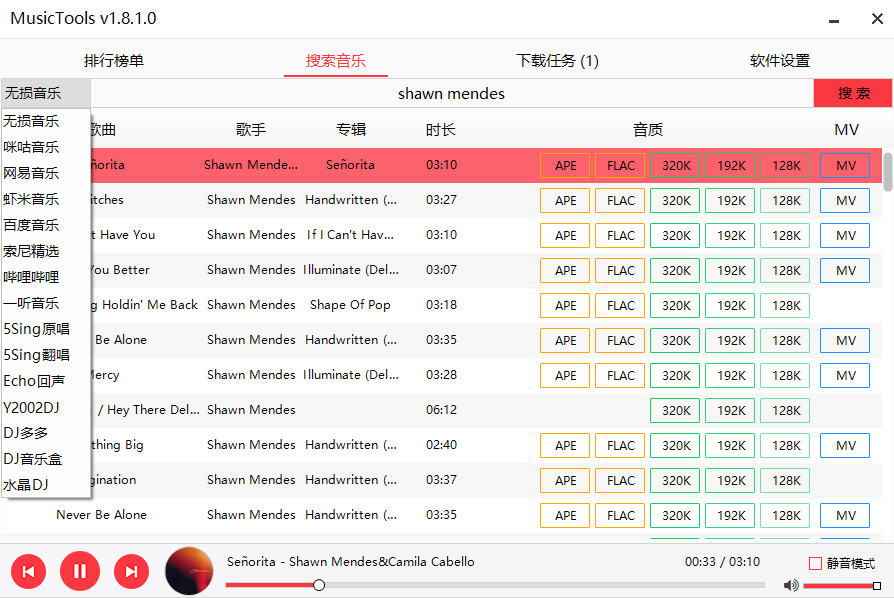 MusicTools v1.8.1.0
排行榜单 搜索音乐 下载任务 (1) 软件设置
无损音乐 shawn mendes 搜 索
歌曲 歌手 专辑 时长 音质 MV
无损音乐
咪咕音乐
网易音乐
虾米音乐
百度音乐
索尼精选
哔哩哔哩
一听音乐
5Sing原唱
5Sing翻唱
Echo回声
Y2002DJ
DJ多多
DJ音乐盒
水晶DJ
ñorita Shawn Mende... Señorita 03:10 APE FLAC 320K 192K 128K MV
itches Shawn Mendes Handwritten (... 03:27 APE FLAC 320K 192K 128K MV
t Have You Shawn Mendes If I Can't Hav... 03:10 APE FLAC 320K 192K 128K MV
You Better Shawn Mendes Illuminate (Del... 03:07 APE FLAC 320K 192K 128K MV
g Holdin' Me Back Shawn Mendes Shape Of Pop 03:18 APE FLAC 320K 192K 128K
Be Alone Shawn Mendes Handwritten (... 03:35 APE FLAC 320K 192K 128K MV
Mercy Shawn Mendes Illuminate (Del... 03:28 APE FLAC 320K 192K 128K MV
/ Hey There Del... Shawn Mendes 06:12 320K 192K 128K
thing Big Shawn Mendes Handwritten (... 02:40 APE FLAC 320K 192K 128K MV
gination Shawn Mendes Handwritten (... 03:37 APE FLAC 320K 192K 128K
Never Be Alone Shawn Mendes Handwritten (... 03:35 APE FLAC 320K 192K 128K MV
Señorita - Shawn Mendes&Camila Cabello 00:33 / 03:10 静音模式